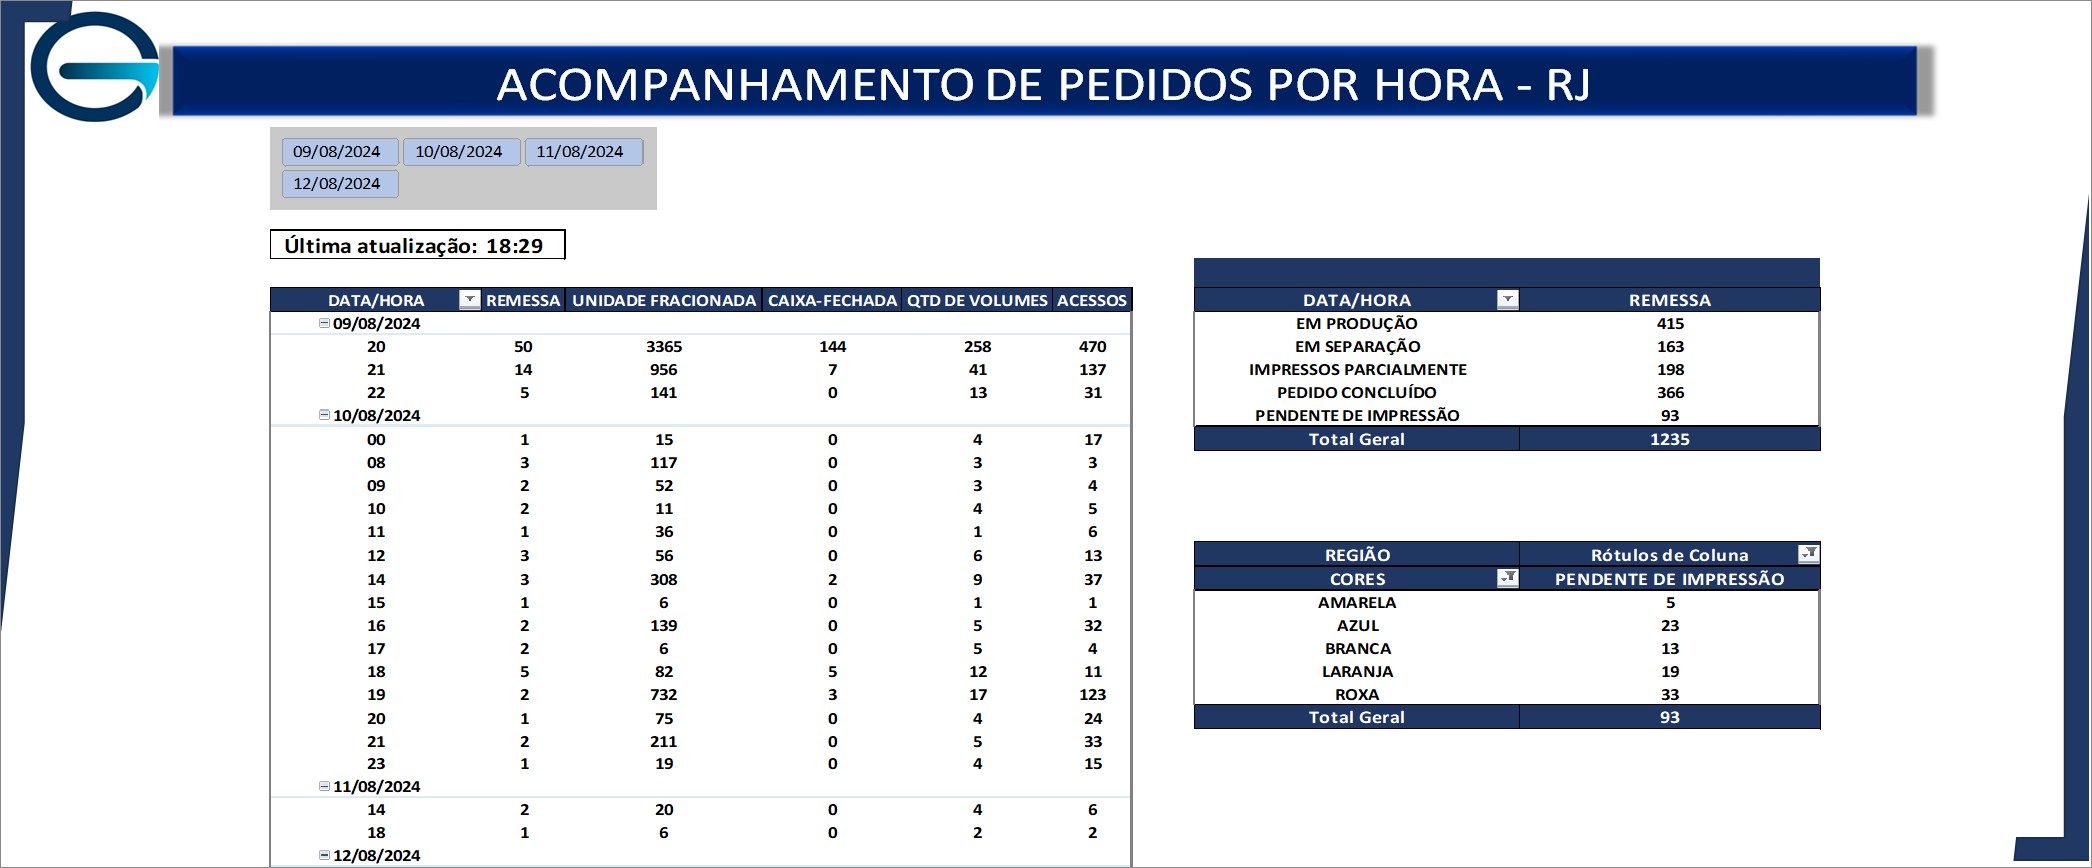 ACOMPANHAMENTO DE PEDIDOS POR HORA - RJ
09/08/2024 10/08/2024 11/08/2024
12/08/2024
Última atualização: 18:29
DATA/HORA REMESSA UNIDADE FRACIONADA CAIXA-FECHADA QTD DE VOLUMES ACESSOS
09/08/2024
20 50 3365 144 258 470
21 14 956 7 41 137
22 5 141 0 13 31
10/08/2024
00 1 15 0 4 17
08 3 117 0 3 3
09 2 52 0 3 4
10 2 11 0 4 5
11 1 36 0 1 6
12 3 56 0 6 13
14 3 308 2 9 37
15 1 6 0 1 1
16 2 139 0 5 32
17 2 6 0 5 4
18 5 82 5 12 11
19 2 732 3 17 123
20 1 75 0 4 24
21 2 211 0 5 33
23 1 19 0 4 15
11/08/2024
14 2 20 0 4 6
18 1 6 0 2 2
12/08/2024
DATA/HORA REMESSA
EM PRODUÇÃO 415
EM SEPARAÇÃO 163
IMPRESSOS PARCIALMENTE 198
PEDIDO CONCLUÍDO 366
PENDENTE DE IMPRESSÃO 93
Total Geral 1235
REGIÃO Rótulos de Coluna
CORES PENDENTE DE IMPRESSÃO
AMARELA 5
AZUL 23
BRANCA 13
LARANJA 19
ROXA 33
Total Geral 93